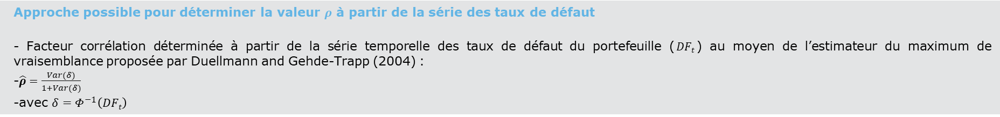 Approche possible pour déterminer la valeur ρ à partir de la série des taux de défaut
- Facteur corrélation déterminée à partir de la série temporelle des taux de défaut du portefeuille (DFₜ) au moyen de l’estimateur du maximum de
vraisemblance proposée par Duellmann and Gehde-Trapp (2004) :
-ρ̂ = Var(δ) / 1+Var(δ)
-avec δ = Φ⁻¹(DFₜ)